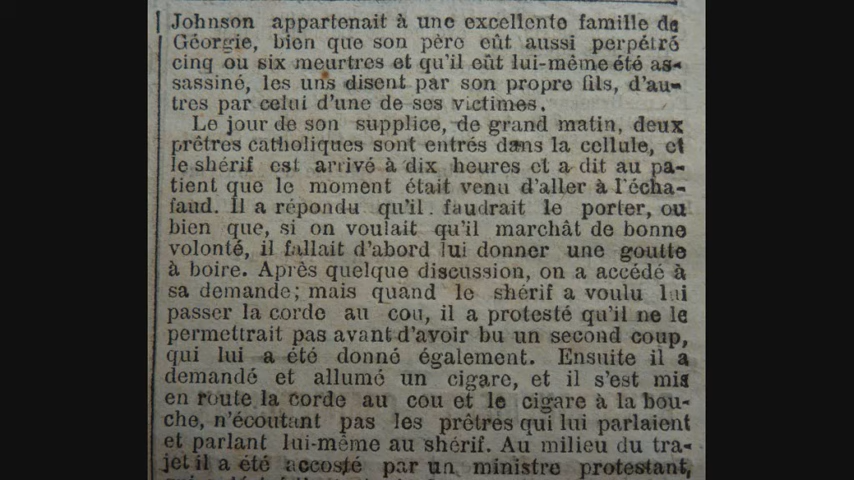 Johnson appartenait à une excellente famille de
Géorgie, bien que son père eût aussi perpétré
cinq ou six meurtres et qu'il eût lui-même été as-
sassiné, les uns disent par son propre fils, d'au-
tres par celui d'une de ses victimes.
Le jour de son supplice, de grand matin, deux
prêtres catholiques sont entrés dans la cellule, et
le shérif est arrivé à dix heures et a dit au pa-
tient que le moment était venu d'aller à l'écha-
faud. Il a répondu qu'il faudrait le porter, ou
bien que, si on voulait qu'il marchât de bonne
volonté, il fallait d'abord lui donner une goutte
à boire. Après quelque discussion, on a accédé à
sa demande; mais quand le shérif a voulu lui
passer la corde au cou, il a protesté qu'il ne le
permettrait pas avant d'avoir bu un second coup,
qui lui a été donné également. Ensuite il a
demandé et allumé un cigare, et il s'est mis
en route la corde au cou et le cigare à la bou-
che, n'écoutant pas les prêtres qui lui parlaient
et parlant lui-même au shérif. Au milieu du tra-
jet il a été accosté par un ministre protestant,